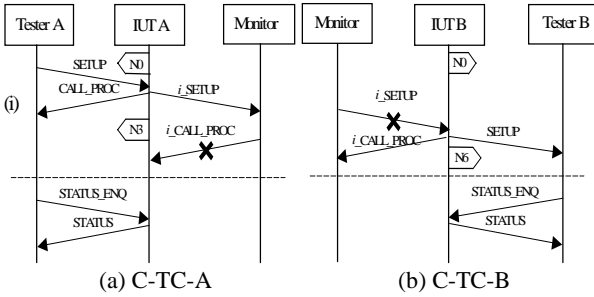 Tester A IUT A Monitor Monitor IUT B Tester B
N0 N0
SETUP
CALL_PROC i_SETUP i_SETUP
(i)
N3 i_CALL_PROC i_CALL_PROC SETUP
N6
STATUS_ENQ STATUS_ENQ
STATUS STATUS
(a) C-TC-A (b) C-TC-B